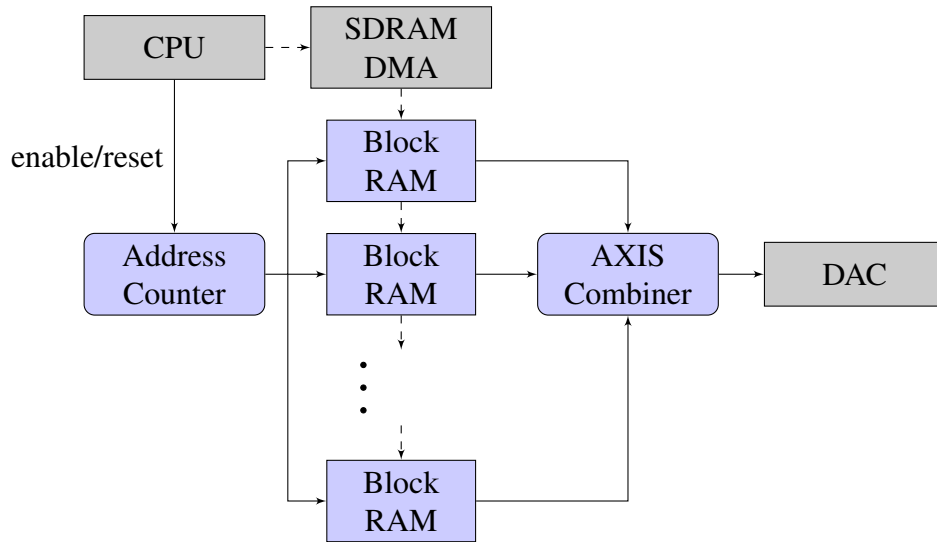 CPU
SDRAM
DMA
enable/reset
Block
RAM
Address
Counter
Block
RAM
AXIS
Combiner
DAC
Block
RAM